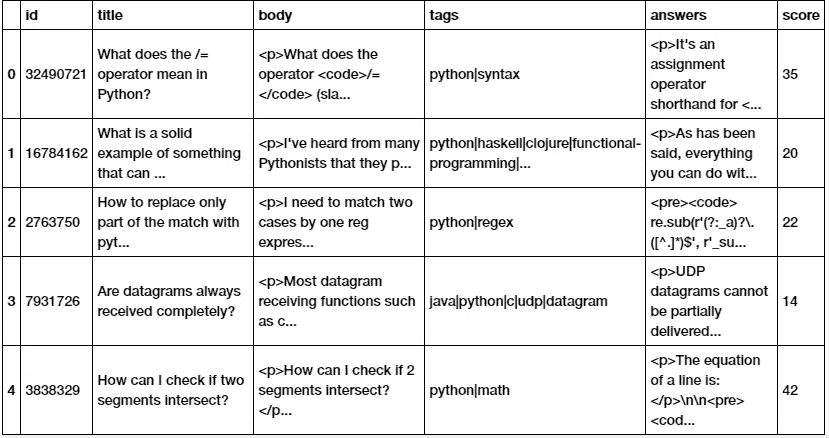 id title body tags answers score
0 32490721 What does the /= operator mean in Python? <p>What does the operator <code>/= </code> (sla... python|syntax <p>It's an assignment operator shorthand for <... 35
1 16784162 What is a solid example of something that can ... <p>I've heard from many Pythonists that they p... python|haskell|clojure|functional-programming|... <p>As has been said, everything you can do wit... 20
2 2763750 How to replace only part of the match with pyt... <p>I need to match two cases by one reg expres... python|regex <pre><code> re.sub(r'(?:_a)?\.([^.]*)$', r'_su... 22
3 7931726 Are datagrams always received completely? <p>Most datagram receiving functions such as c... java|python|c|udp|datagram <p>UDP datagrams cannot be partially delivered... 14
4 3838329 How can I check if two segments intersect? <p>How can I check if 2 segments intersect? </p... python|math <p>The equation of a line is: </p>\n\n<pre> <cod... 42